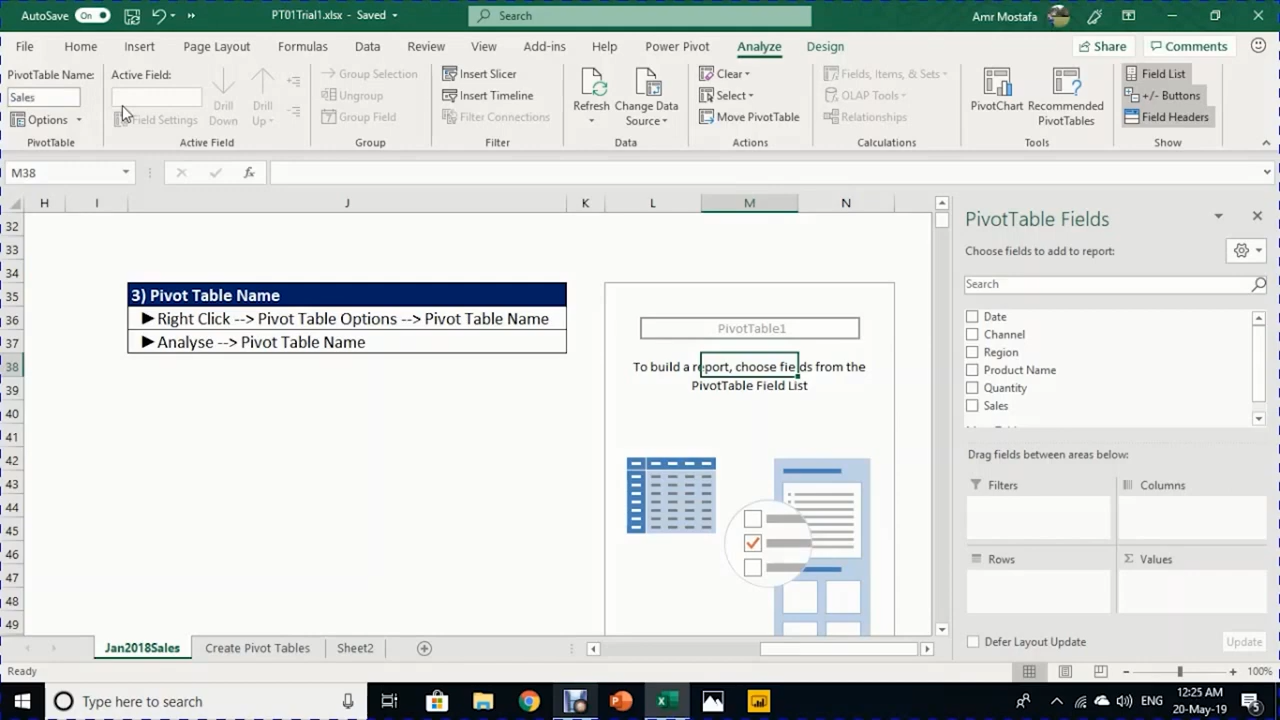 AutoSave On PT01Trial1.xlsx - Saved Search Amr Mostafa
File Home Insert Page Layout Formulas Data Review View Add-ins Help Power Pivot Analyze Design Share Comments
PivotTable Name: Active Field: Group Selection Insert Slicer Clear Fields, Items, & Sets Field List
Sales Ungroup Insert Timeline Select OLAP Tools +/- Buttons
Options Field Settings Drill Down Drill Up Group Field Filter Connections Refresh Change Data Source Move PivotTable Relationships PivotChart Recommended PivotTables Field Headers
PivotTable Active Field Group Filter Data Actions Calculations Tools Show
M38 fx
H I J K L M N
32
33
34
35
36
37
38
39
40
41
42
43
44
45
46
47
48
49
3) Pivot Table Name
►Right Click --> Pivot Table Options --> Pivot Table Name
►Analyse --> Pivot Table Name
PivotTable1
To build a report, choose fields from the
PivotTable Field List
PivotTable Fields
Choose fields to add to report:
Search
Date
Channel
Region
Product Name
Quantity
Sales
Drag fields between areas below:
Filters Columns
Rows Σ Values
Defer Layout Update Update
Jan2018Sales Create Pivot Tables Sheet2
Ready 100%
Type here to search ENG 12:25 AM
20-May-19 5